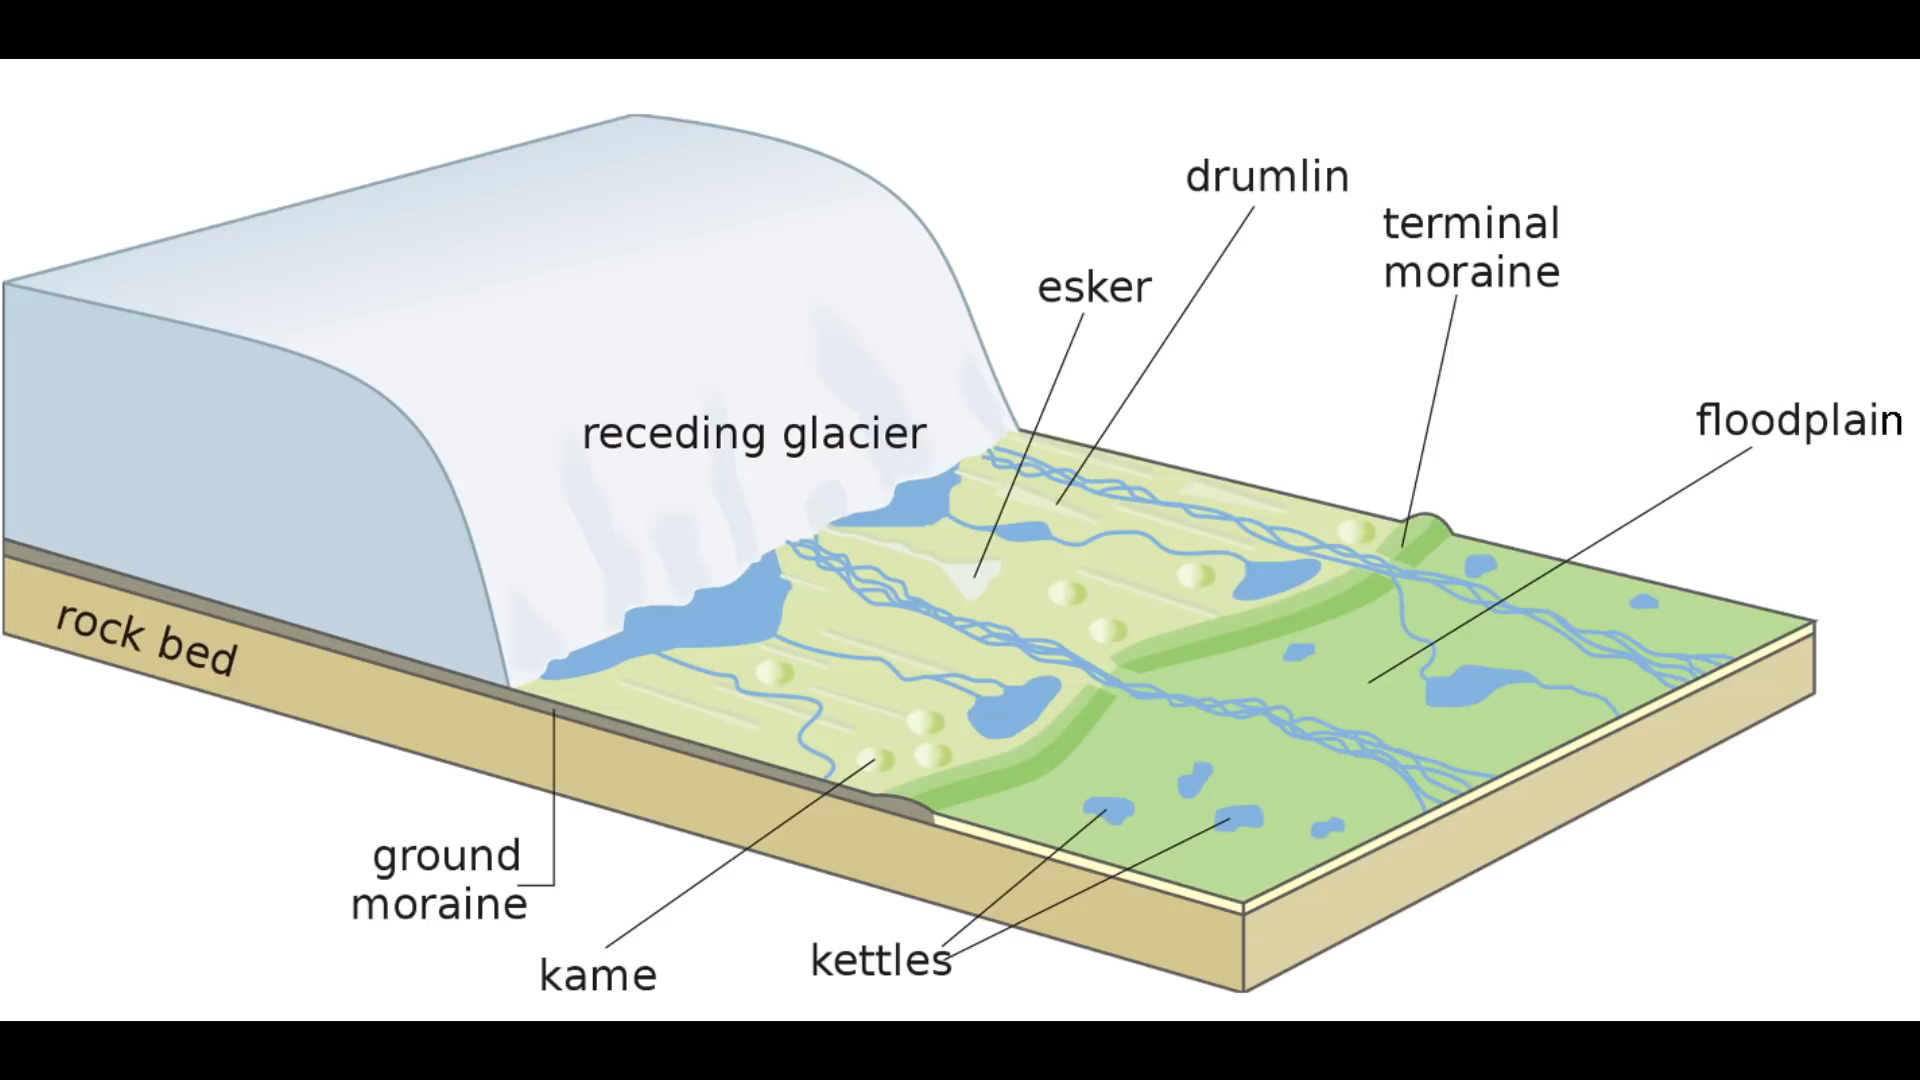 drumlin
terminal
moraine
esker
floodplain
receding glacier
rock bed
ground
moraine
kame
kettles